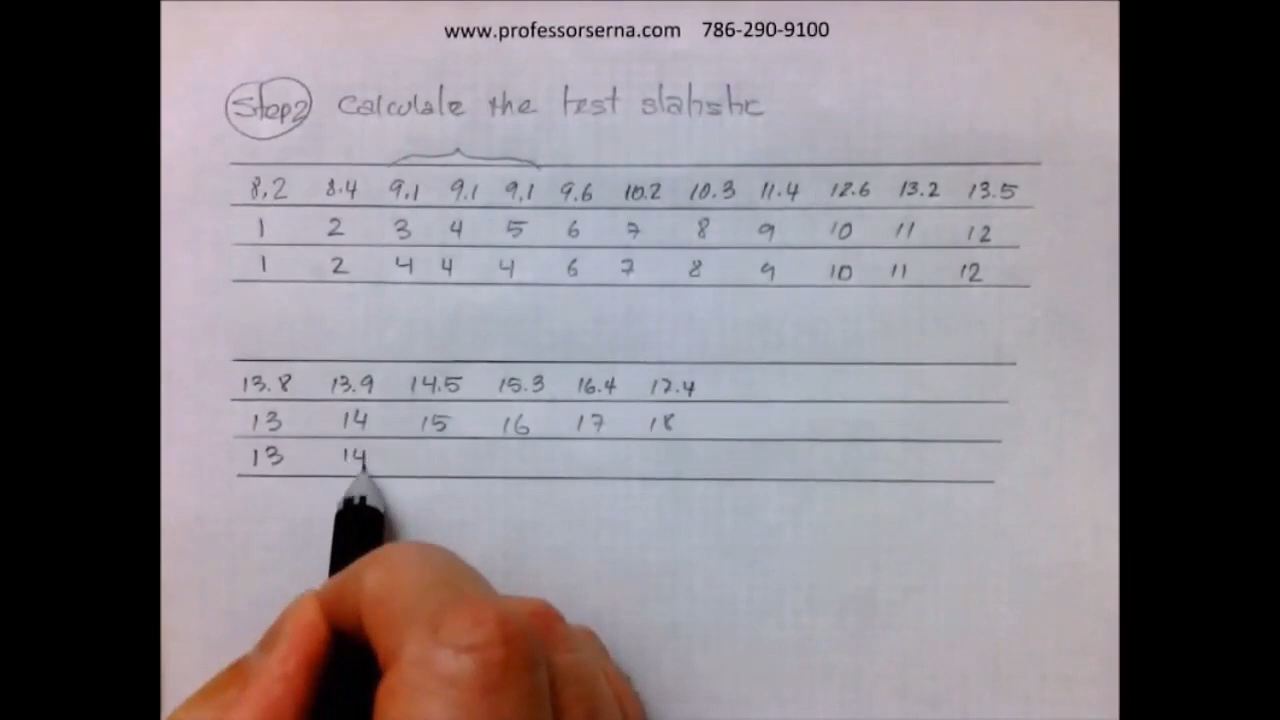 www.professorserna.com 786-290-9100
Step2 Calculate the test statistic
8.2 8.4 9.1 9.1 9.1 9.6 10.2 10.3 11.4 12.6 13.2 13.5
1 2 3 4 5 6 7 8 9 10 11 12
1 2 4 4 4 6 7 8 9 10 11 12
13.8 13.9 14.5 15.3 16.4 17.4
13 14 15 16 17 18
13 14